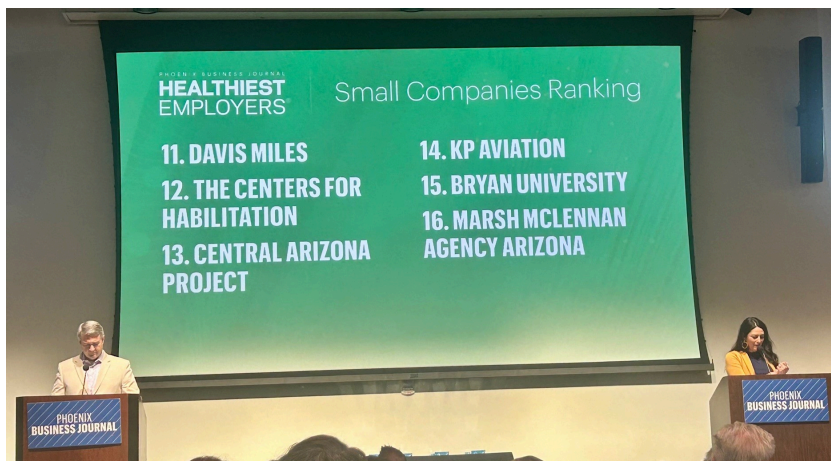 PHOENIX BUSINESS JOURNAL
HEALTHIEST
EMPLOYERS
Small Companies Ranking
11. DAVIS MILES
12. THE CENTERS FOR
HABILITATION
13. CENTRAL ARIZONA
PROJECT
14. KP AVIATION
15. BRYAN UNIVERSITY
16. MARSH MCLENNAN
AGENCY ARIZONA
PHOENIX
BUSINESS JOURNAL
PHOENIX
BUSINESS JOURNAL